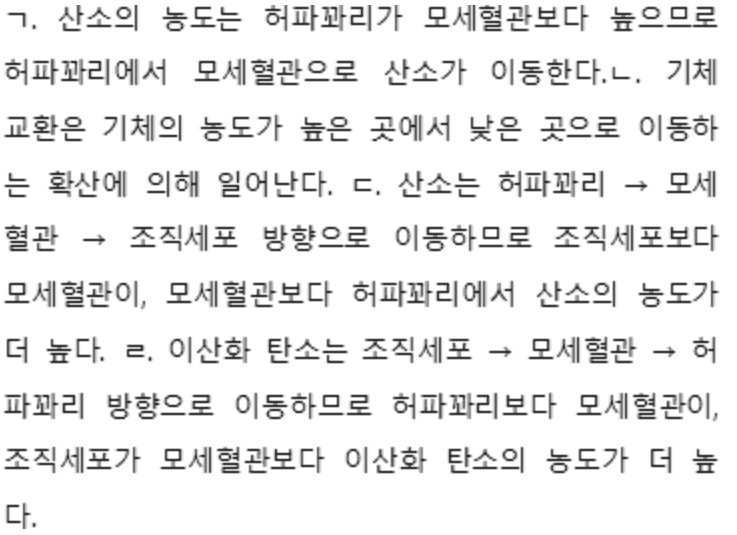 ㄱ. 산소의 농도는 허파꽈리가 모세혈관보다 높으므로
허파꽈리에서 모세혈관으로 산소가 이동한다.ㄴ. 기체
교환은 기체의 농도가 높은 곳에서 낮은 곳으로 이동하
는 확산에 의해 일어난다. ㄷ. 산소는 허파꽈리 → 모세
혈관 → 조직세포 방향으로 이동하므로 조직세포보다
모세혈관이, 모세혈관보다 허파꽈리에서 산소의 농도가
더 높다. ㄹ. 이산화 탄소는 조직세포 → 모세혈관 → 허
파꽈리 방향으로 이동하므로 허파꽈리보다 모세혈관이,
조직세포가 모세혈관보다 이산화 탄소의 농도가 더 높
다.